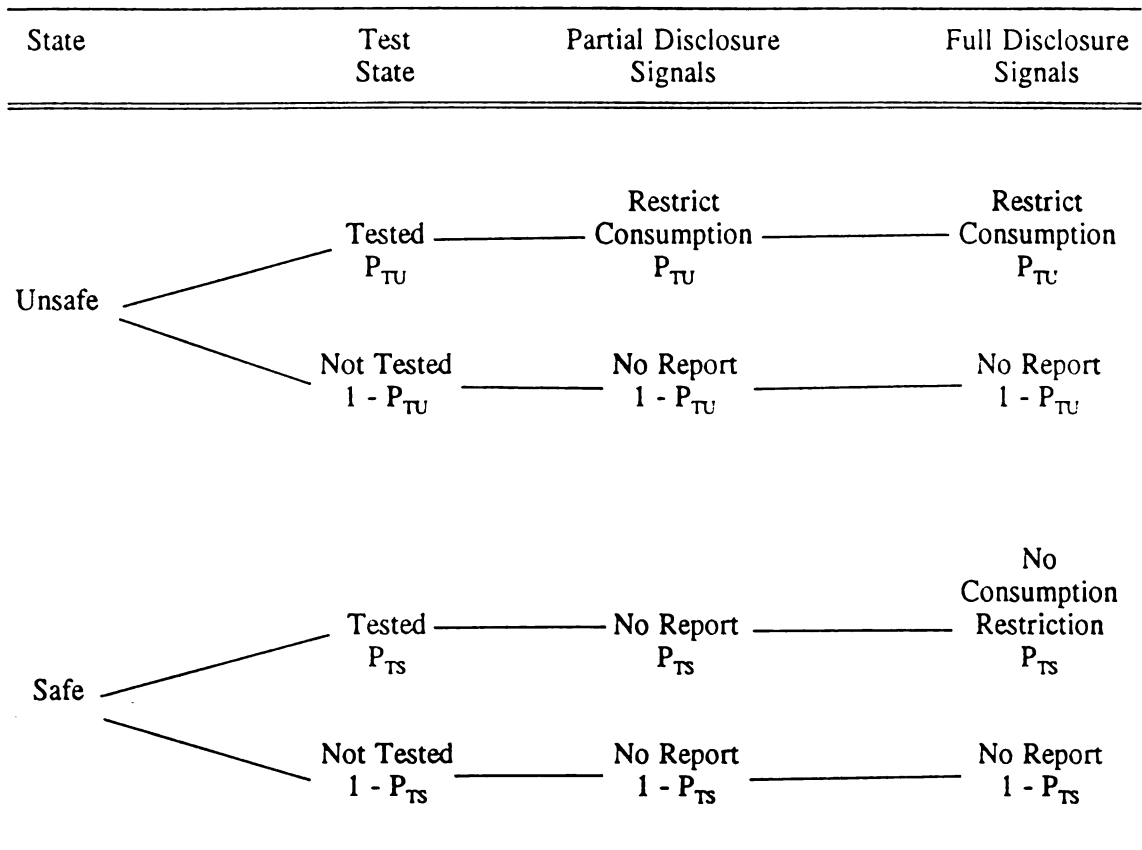 State Test State Partial Disclosure Signals Full Disclosure Signals
Unsafe
Tested
P_TU
Restrict
Consumption
P_TU
Restrict
Consumption
P_TU
Not Tested
1 - P_TU
No Report
1 - P_TU
No Report
1 - P_TU
Safe
Tested
P_TS
No Report
P_TS
No
Consumption
Restriction
P_TS
Not Tested
1 - P_TS
No Report
1 - P_TS
No Report
1 - P_TS